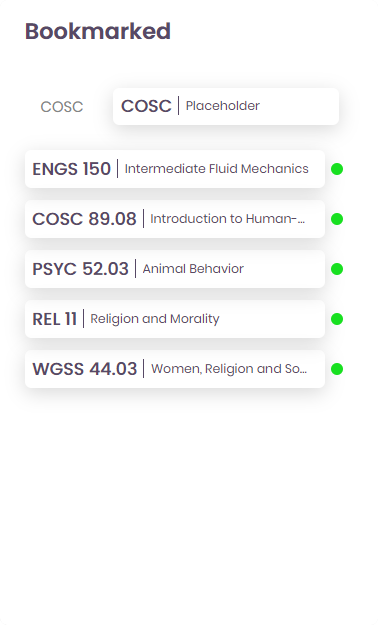 Bookmarked
COSC COSC Placeholder
ENGS 150 Intermediate Fluid Mechanics
COSC 89.08 Introduction to Human-...
PSYC 52.03 Animal Behavior
REL 11 Religion and Morality
WGSS 44.03 Women, Religion and So...